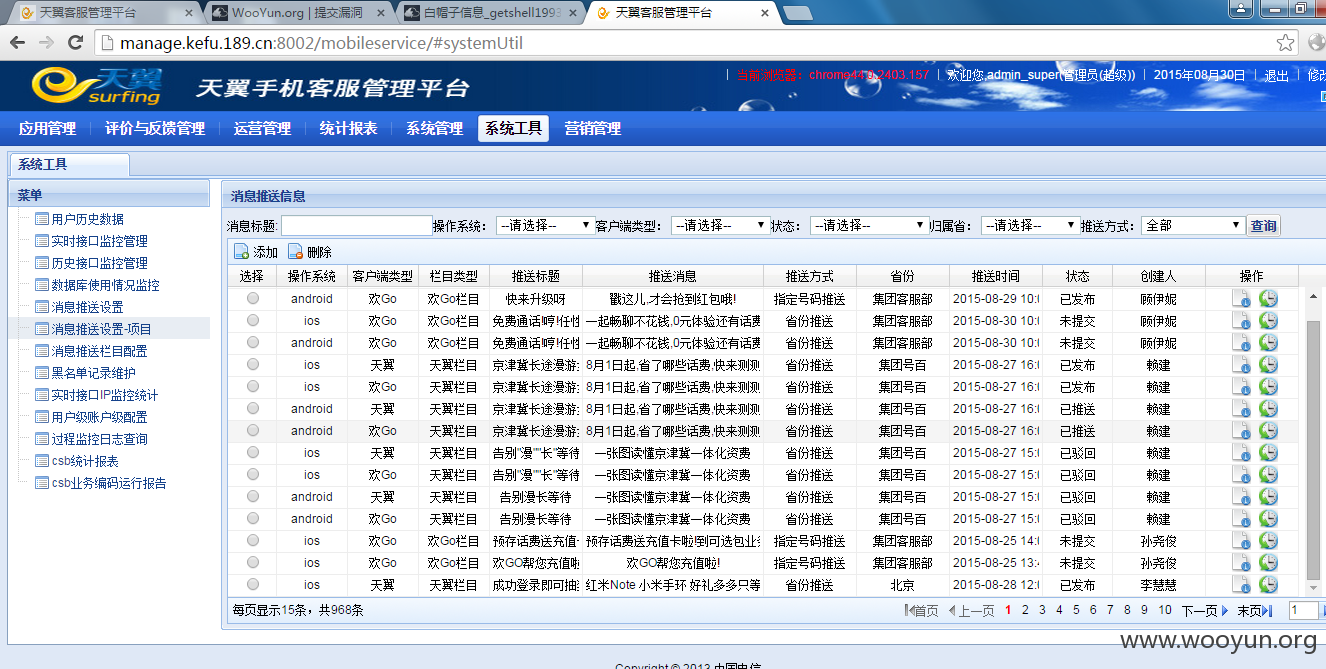 天翼客服管理平台
WooYun.org | 提交漏洞
白帽子信息_getshell1993
天翼客服管理平台
manage.kefu.189.cn:8002/mobileservice/#systemUtil
天翼 surfing 天翼手机客服管理平台
当前浏览器：chrome44.0.2403.157 | 欢迎您,admin_super(管理员(超级)) | 2015年08月30日 | 退出 | 修改
应用管理 评价与反馈管理 运营管理 统计报表 系统管理 系统工具 营销管理
系统工具
菜单
用户历史数据
实时接口监控管理
历史接口监控管理
数据库使用情况监控
消息推送设置
消息推送设置-项目
消息推送栏目配置
黑名单记录维护
实时接口IP监控统计
用户级账户级配置
过程监控日志查询
csb统计报表
csb业务编码运行报告
消息推送信息
消息标题: 操作系统: --请选择-- 客户端类型: --请选择-- 状态: --请选择-- 归属省: --请选择-- 推送方式: 全部 查询
添加 删除
选择 操作系统 客户端类型 栏目类型 推送标题 推送消息 推送方式 省份 推送时间 状态 创建人 操作
android 欢Go 欢Go栏目 快来升级呀 戳这儿,才会抢到红包哦! 指定号码推送 集团客服部 2015-08-29 10:0 已发布 顾伊妮
ios 欢Go 欢Go栏目 免费通话!哼!任性 一起畅聊不花钱,0元体验还有话费 省份推送 集团客服部 2015-08-30 10:0 未提交 顾伊妮
android 欢Go 欢Go栏目 免费通话!哼!任性 一起畅聊不花钱,0元体验还有话费 省份推送 集团客服部 2015-08-30 10:0 未提交 顾伊妮
ios 天翼 天翼栏目 京津冀长途漫游 8月1日起,省了哪些话费,快来测测 省份推送 集团号百 2015-08-27 16:0 已发布 赖建
ios 欢Go 天翼栏目 京津冀长途漫游 8月1日起,省了哪些话费,快来测测 省份推送 集团号百 2015-08-27 16:0 已发布 赖建
android 天翼 天翼栏目 京津冀长途漫游 8月1日起,省了哪些话费,快来测测 省份推送 集团号百 2015-08-27 16:0 已推送 赖建
android 欢Go 天翼栏目 京津冀长途漫游 8月1日起,省了哪些话费,快来测测 省份推送 集团号百 2015-08-27 16:0 已推送 赖建
ios 天翼 天翼栏目 告别"漫""长"等待 一张图读懂京津冀一体化资费 省份推送 集团号百 2015-08-27 15:0 已驳回 赖建
ios 欢Go 天翼栏目 告别"漫""长"等待 一张图读懂京津冀一体化资费 省份推送 集团号百 2015-08-27 15:0 已驳回 赖建
android 天翼 天翼栏目 告别漫长等待 一张图读懂京津冀一体化资费 省份推送 集团号百 2015-08-27 15:0 已驳回 赖建
android 欢Go 天翼栏目 告别漫长等待 一张图读懂京津冀一体化资费 省份推送 集团号百 2015-08-27 15:0 已驳回 赖建
ios 欢Go 欢Go栏目 预存话费送充值 预存话费送充值卡啦!到可选包业务 指定号码推送 集团客服部 2015-08-25 14:0 未提交 孙尧俊
ios 欢Go 欢Go栏目 欢GO帮您充值啦 欢GO帮您充值啦! 指定号码推送 集团客服部 2015-08-25 13:4 未提交 孙尧俊
ios 天翼 欢Go栏目 成功登录即可抽 红米Note 小米手环 好礼多多只等 省份推送 北京 2015-08-28 12:0 已发布 李慧慧
每页显示15条，共968条 首页 上一页 1 2 3 4 5 6 7 8 9 10 下一页 末页 1
www.wooyun.org
Copyright © 2013 中国电信